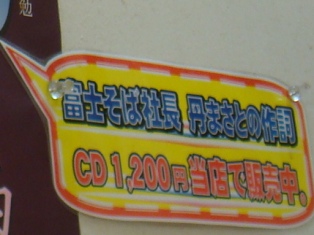 勉
富士そば社長 丹まさとの作詞
CD 1,200円 当店で販売中。